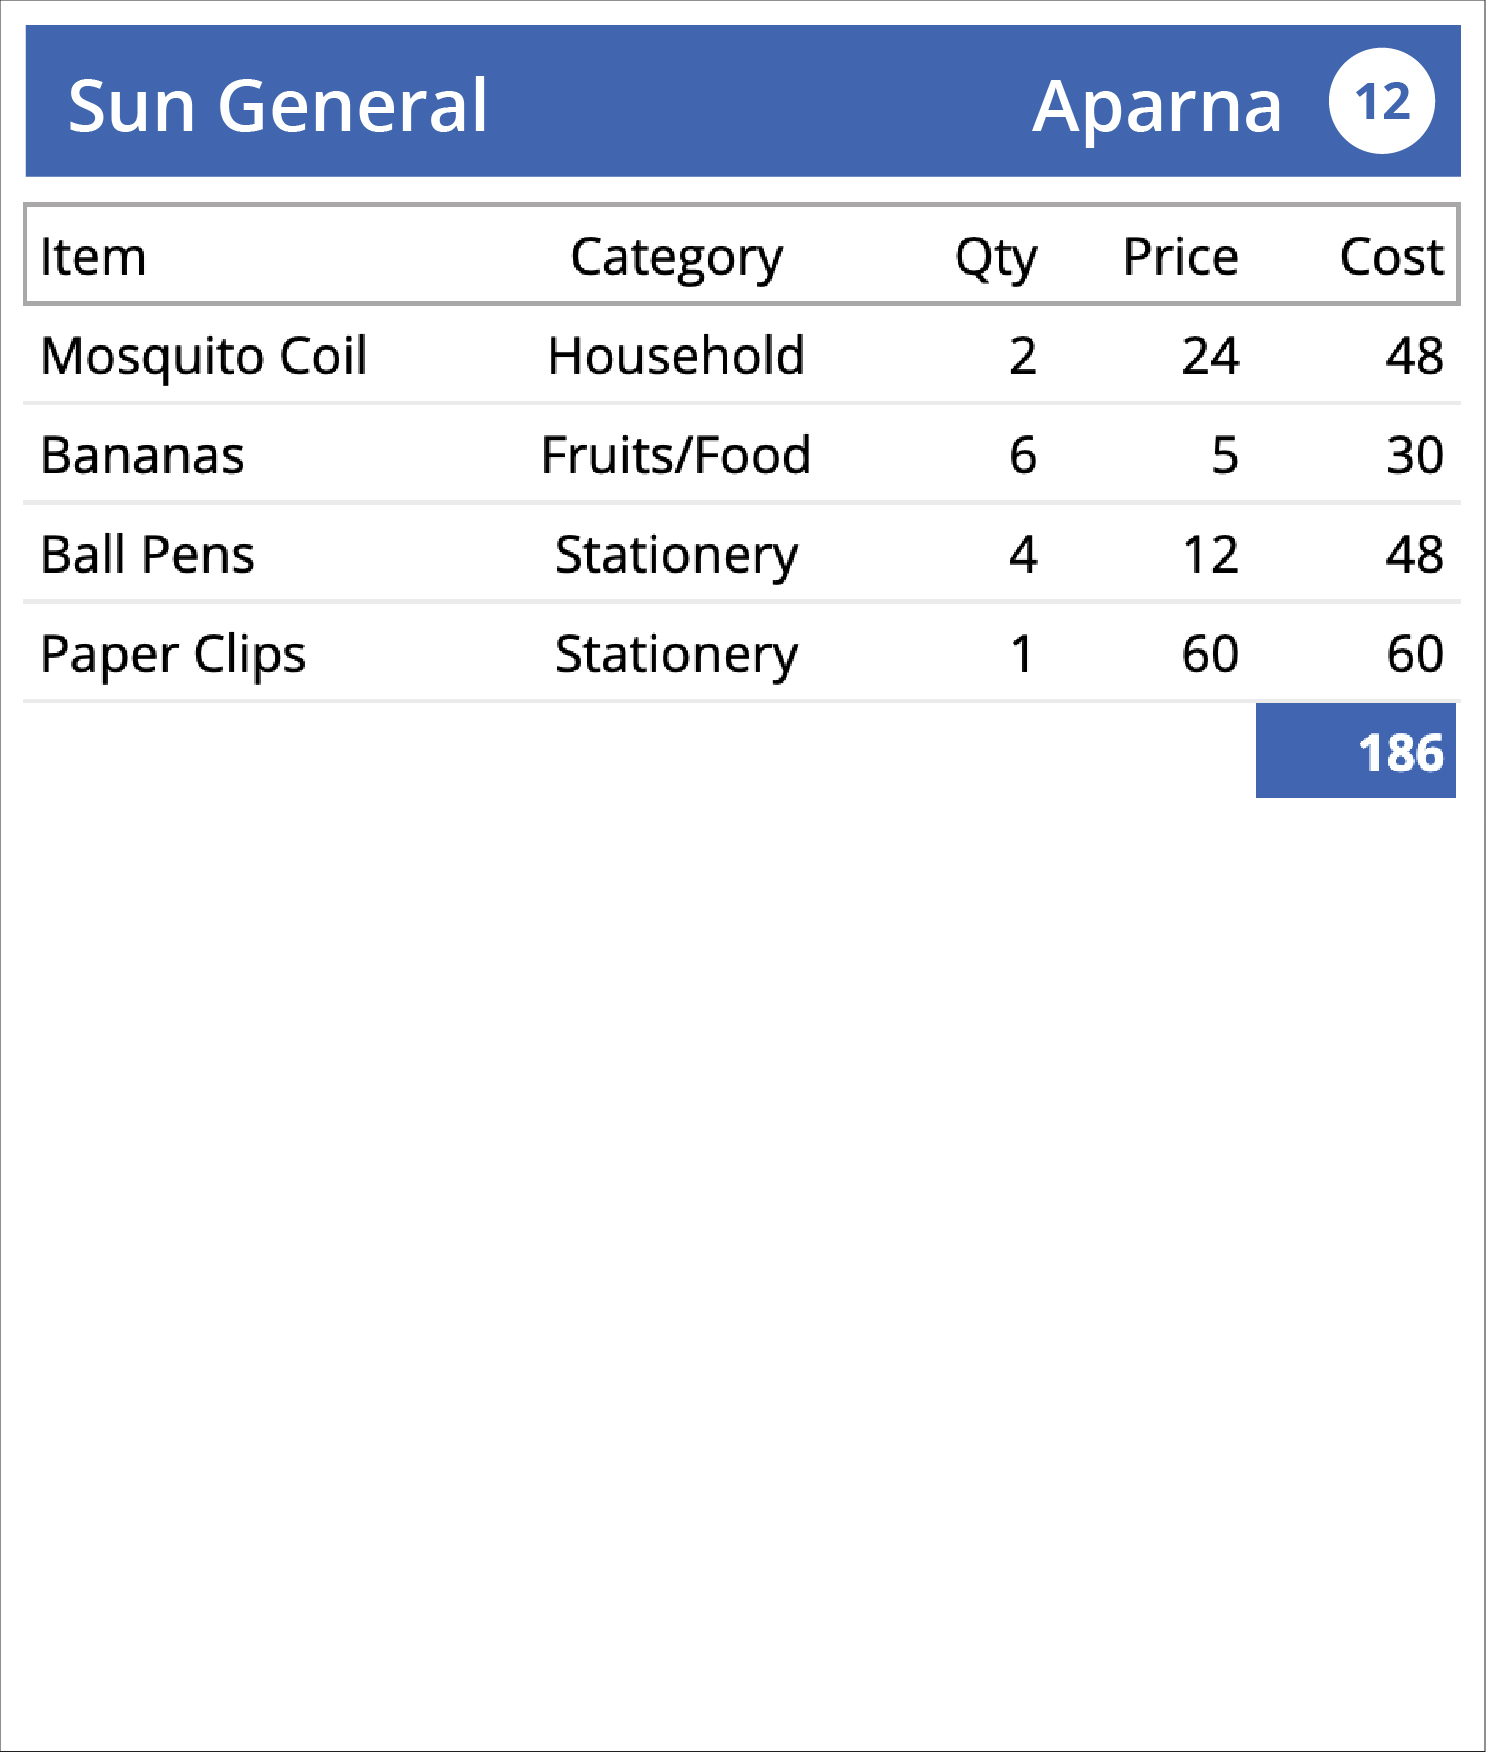 Sun General Aparna 12
Item Category Qty Price Cost
Mosquito Coil Household 2 24 48
Bananas Fruits/Food 6 5 30
Ball Pens Stationery 4 12 48
Paper Clips Stationery 1 60 60
186